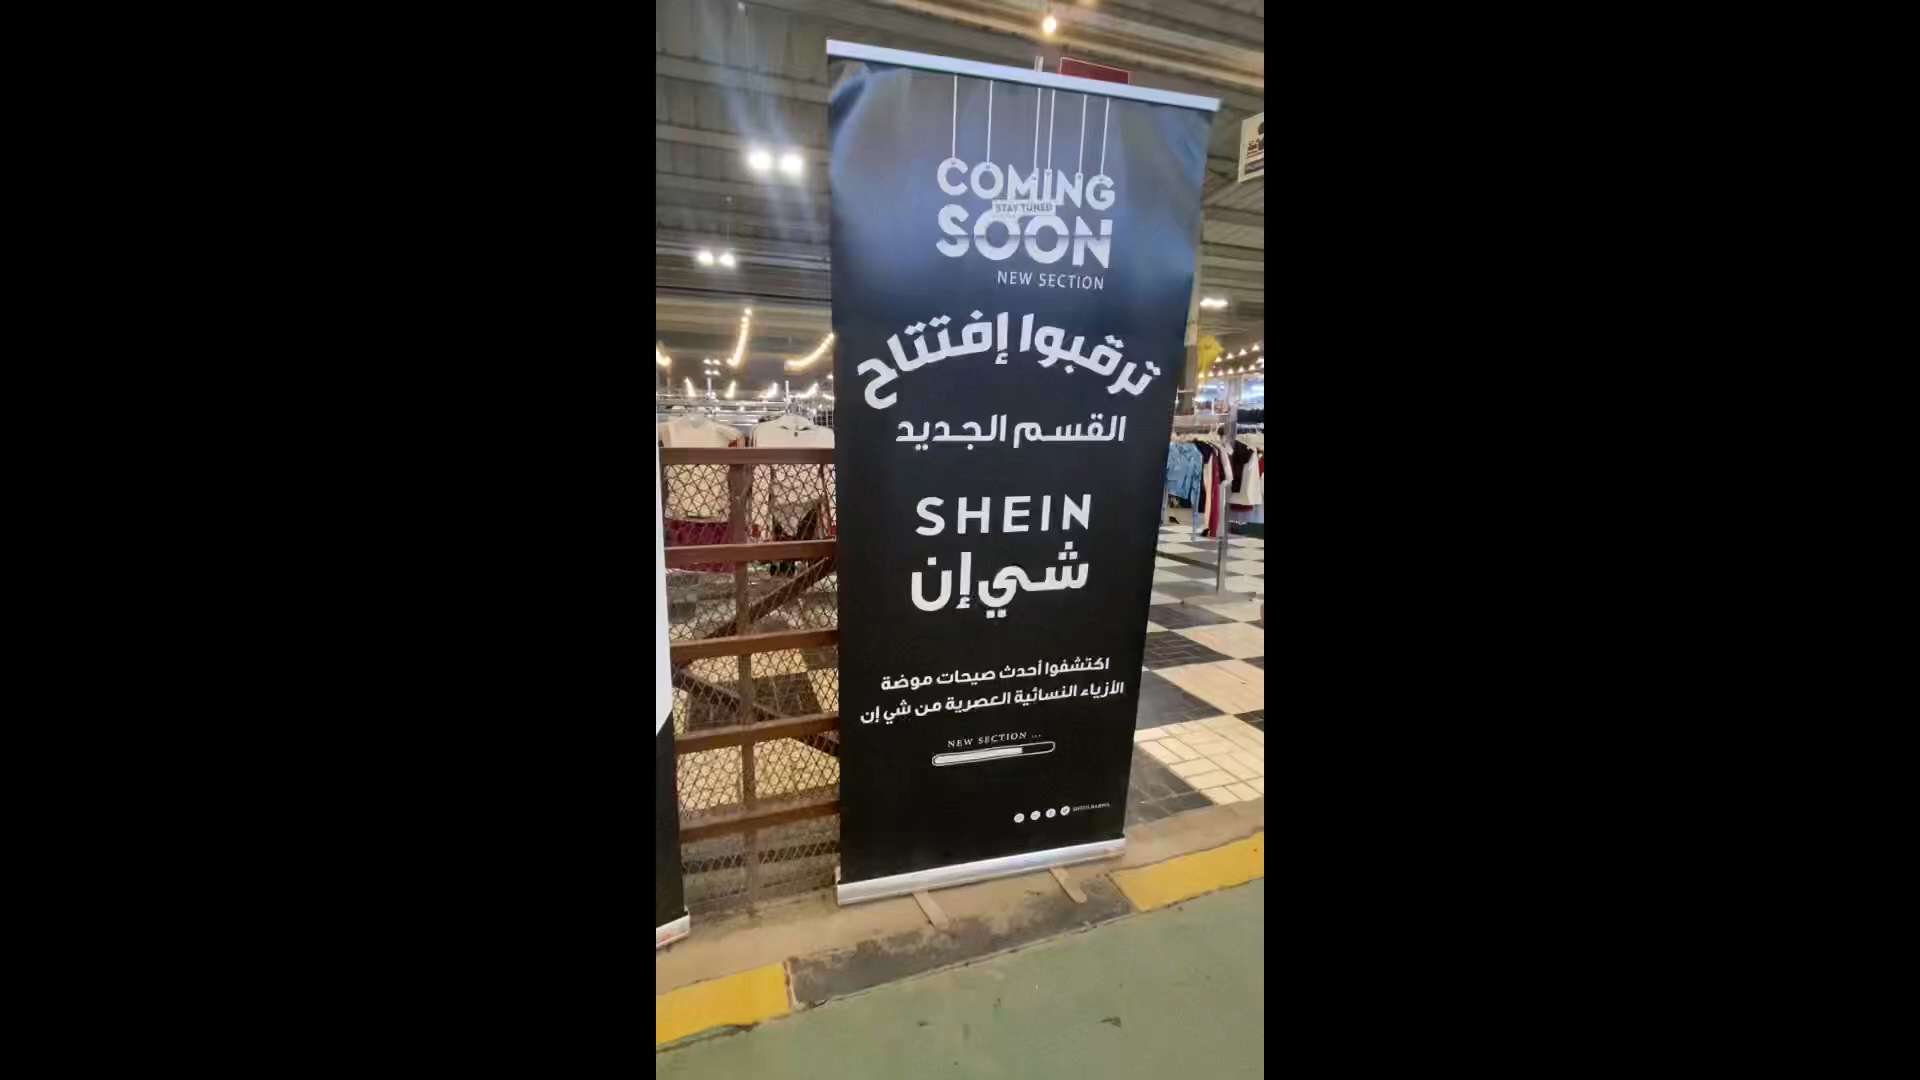 COMING
STAY TUNED
SOON
NEW SECTION
ترقبوا إفتتاح
القسم الجديد
SHEIN
شي إن
اكتشفوا أحدث صيحات موضة
الأزياء النسائية العصرية من شي إن
NEW SECTION ...